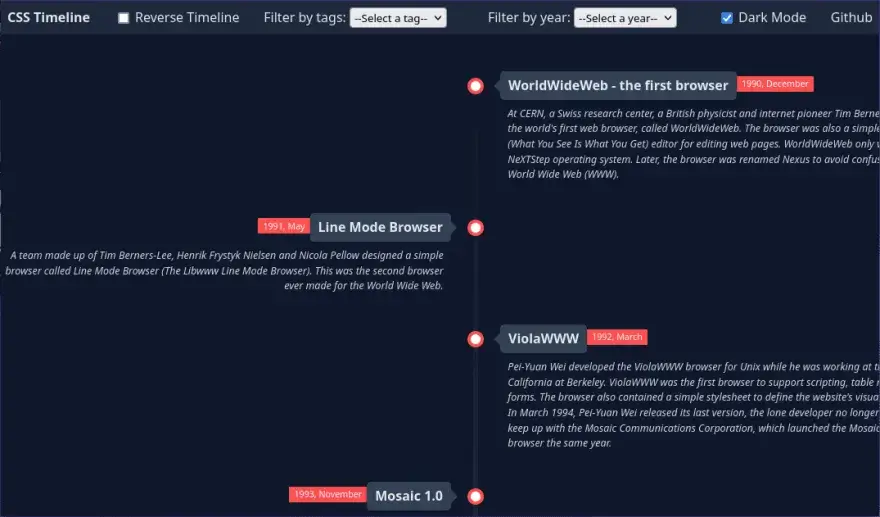 CSS Timeline Reverse Timeline Filter by tags: --Select a tag-- Filter by year: --Select a year-- Dark Mode Github
WorldWideWeb - the first browser 1990, December
At CERN, a Swiss research center, a British physicist and internet pioneer Tim
the world's first web browser, called WorldWideWeb. The browser was also a
(What You See Is What You Get) editor for editing web pages. WorldWideWeb only
NeXTStep operating system. Later, the browser was renamed Nexus to avoid
World Wide Web (WWW).
1991, May Line Mode Browser
A team made up of Tim Berners-Lee, Henrik Frystyk Nielsen and Nicola Pellow designed a simple
browser called Line Mode Browser (The Libwww Line Mode Browser). This was the second browser
ever made for the World Wide Web.
ViolaWWW 1992, March
Pei-Yuan Wei developed the ViolaWWW browser for Unix while he was working at
California at Berkeley. ViolaWWW was the first browser to support scripting, table
forms. The browser also contained a simple stylesheet to define the website's
In March 1994, Pei-Yuan Wei released its last version, the lone developer no longer
keep up with the Mosaic Communications Corporation, which launched the Mosaic
browser the same year.
1993, November Mosaic 1.0